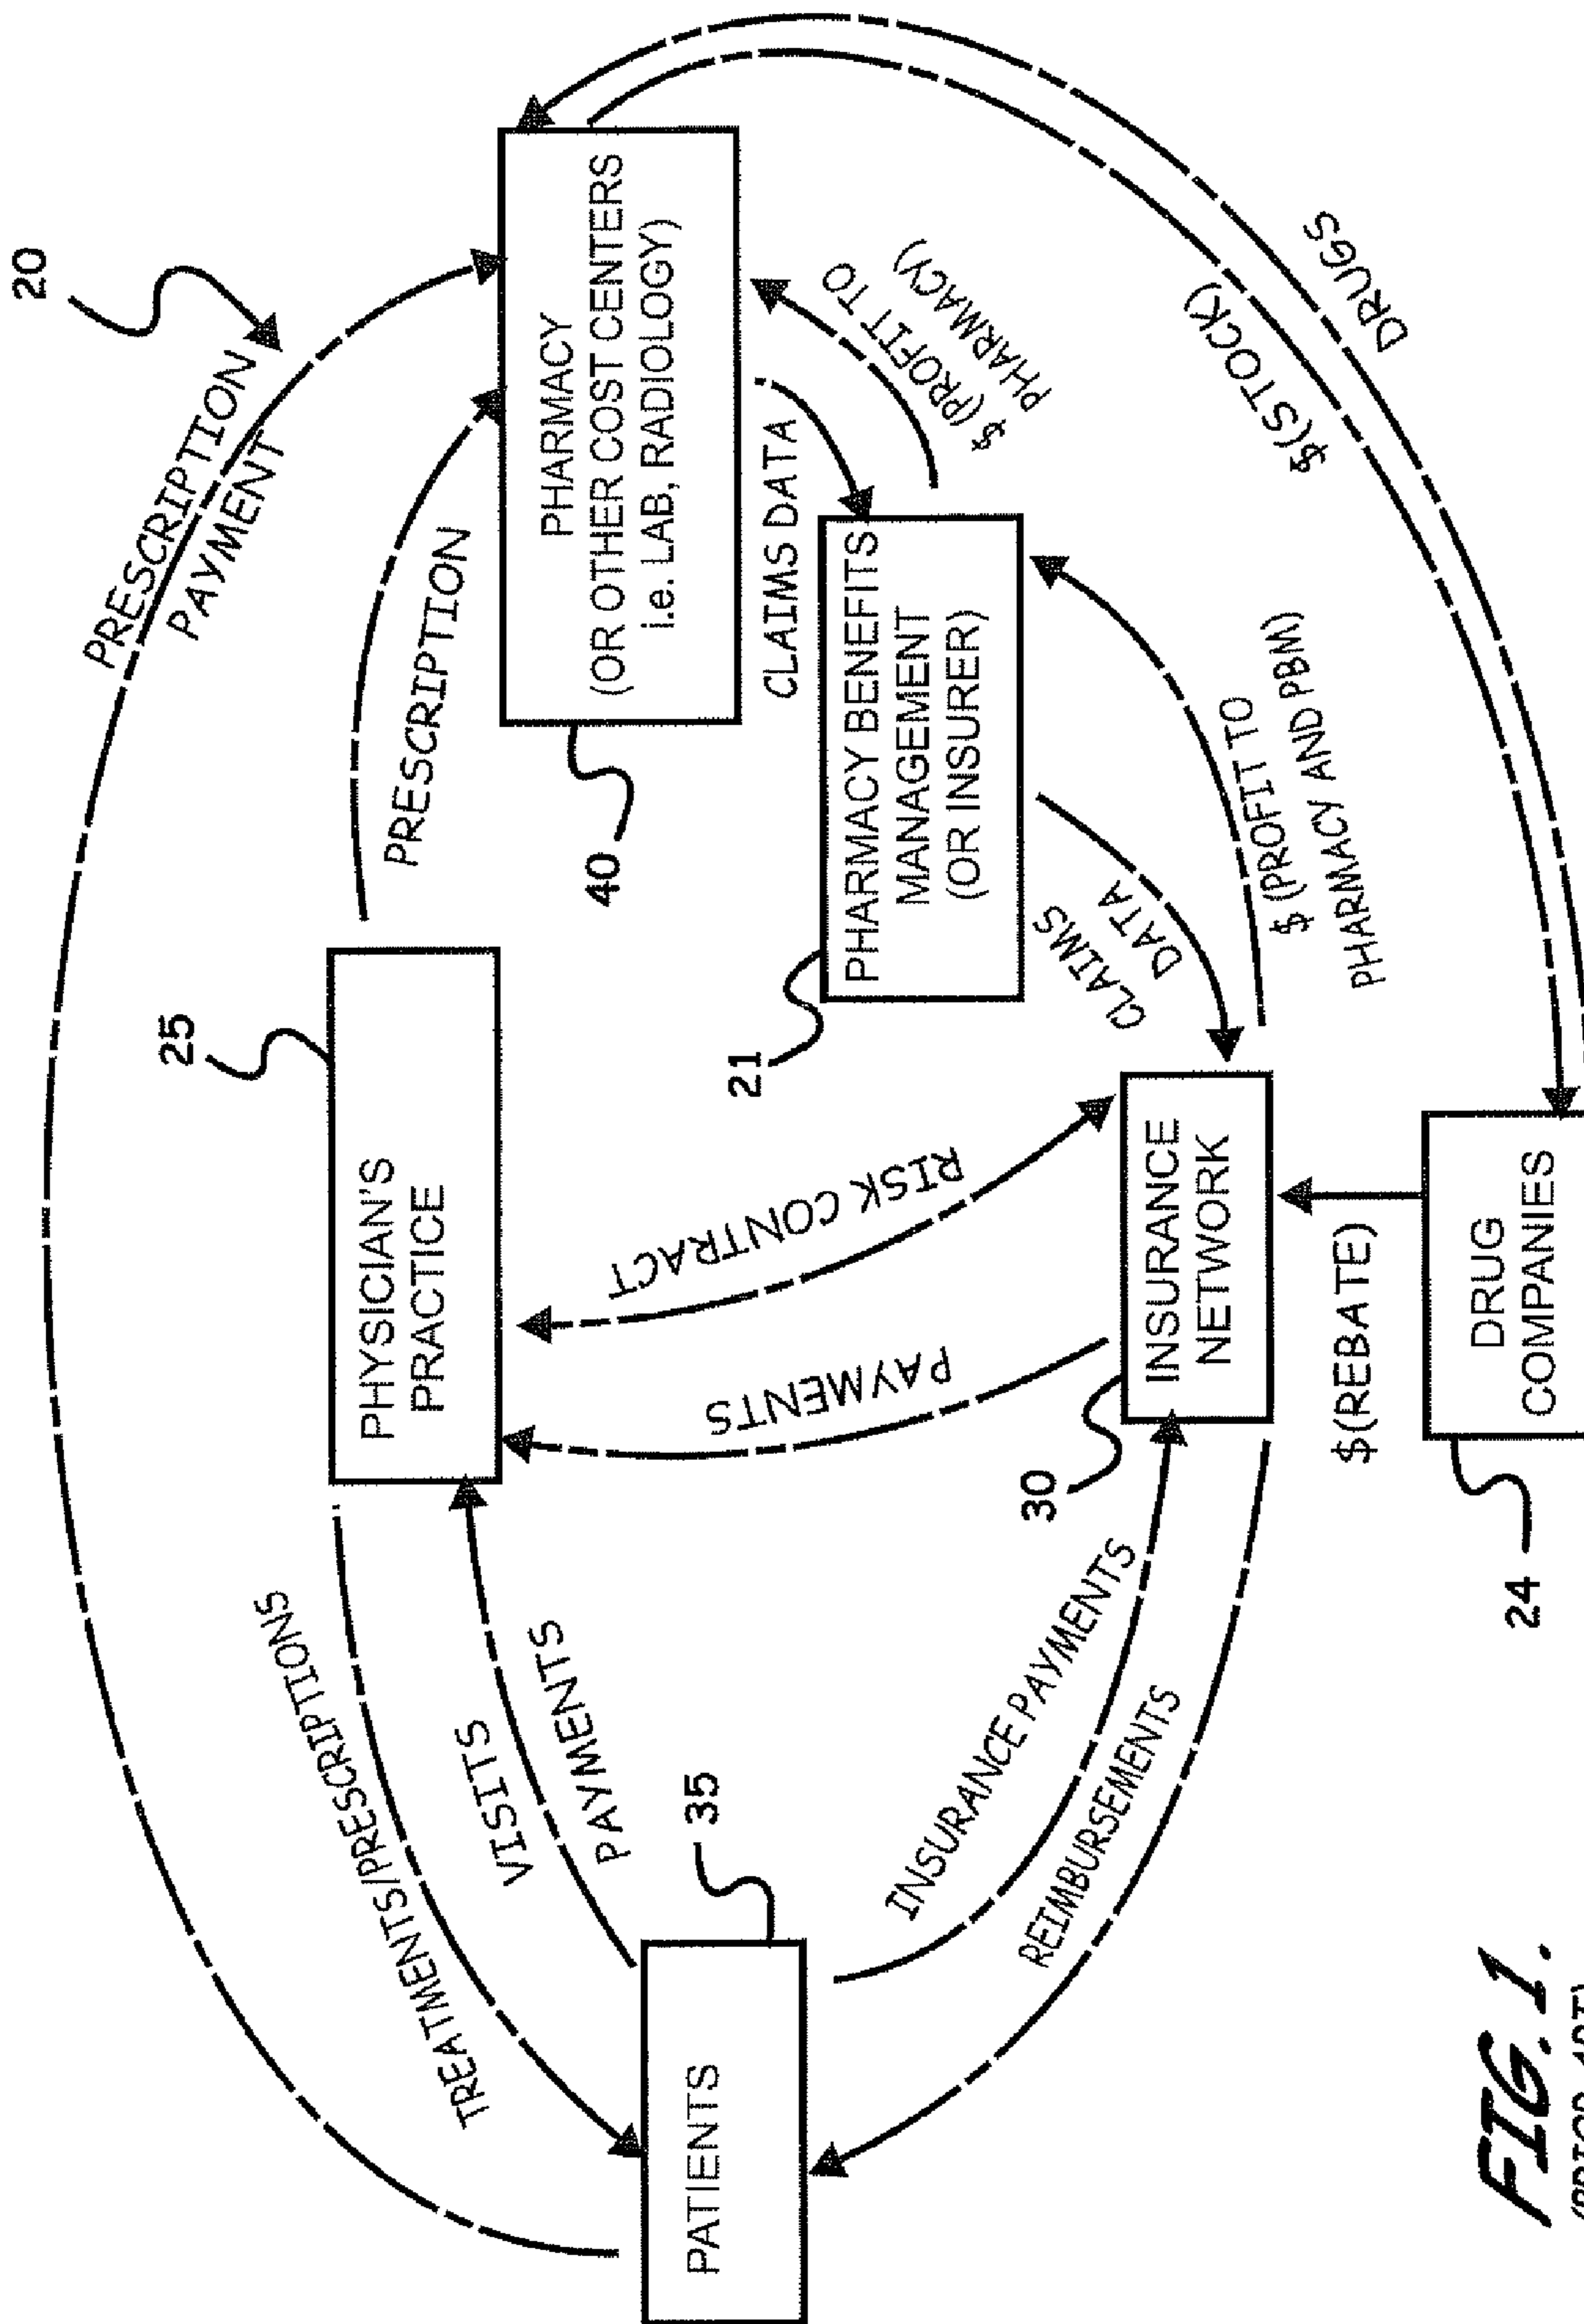 20
PRESCRIPTION
PAYMENT
PRESCRIPTION
25
PHYSICIAN'S
PRACTICE
TREATMENTS/PRESCRIPTIONS
VISITS
PAYMENTS
PATIENTS
35
PHARMACY
(OR OTHER COST CENTERS
i.e. LAB, RADIOLOGY)
40
CLAIMS DATA
$ (PROFIT TO
PHARMACY)
PHARMACY BENEFITS
MANAGEMENT
(OR INSURER)
21
CLAIMS
DATA
$ (PROFIT TO
PHARMACY AND PBM)
RISK CONTRACT
PAYMENTS
INSURANCE
NETWORK
30
INSURANCE PAYMENTS
REIMBURSEMENTS
$(REBATE)
DRUG
COMPANIES
24
$(STOCK)
DRUGS
FIG. 1.
(PRIOR ART)